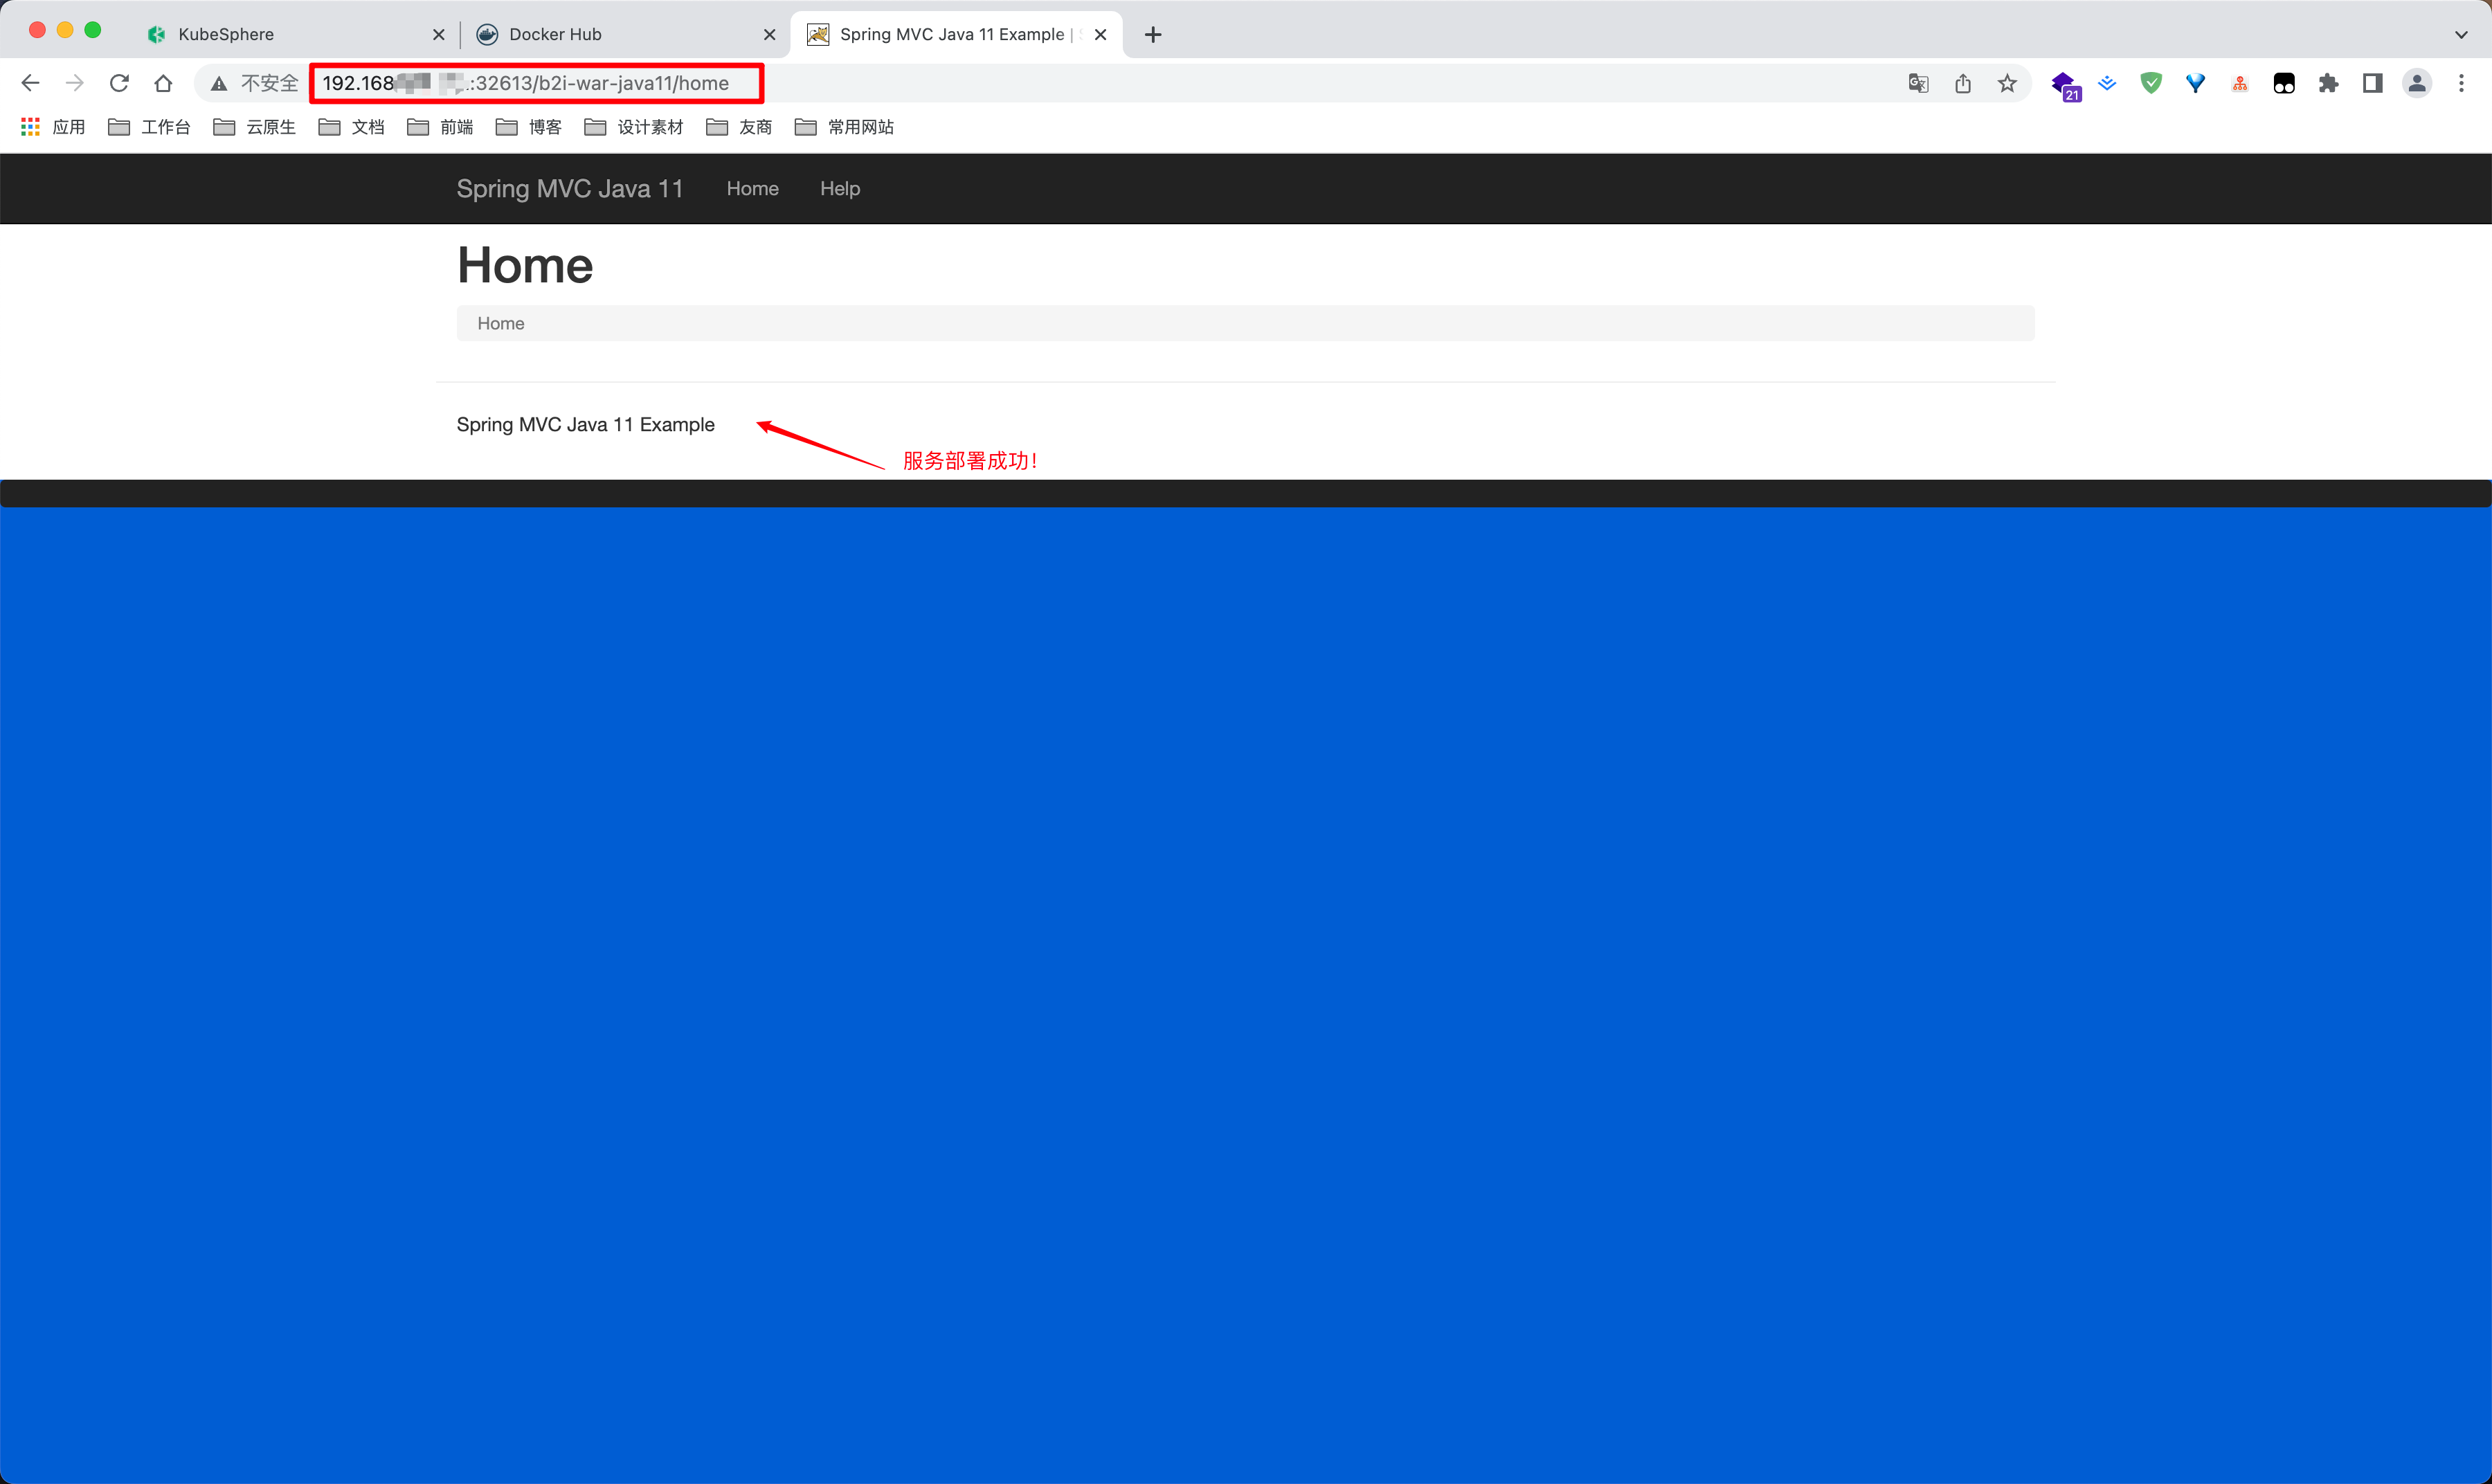 KubeSphere
Docker Hub
Spring MVC Java 11 Example |
不安全
192.168 :32613/b2i-war-java11/home
21
应用
工作台
云原生
文档
前端
博客
设计素材
友商
常用网站
Spring MVC Java 11
Home
Help
Home
Home
Spring MVC Java 11 Example
服务部署成功!